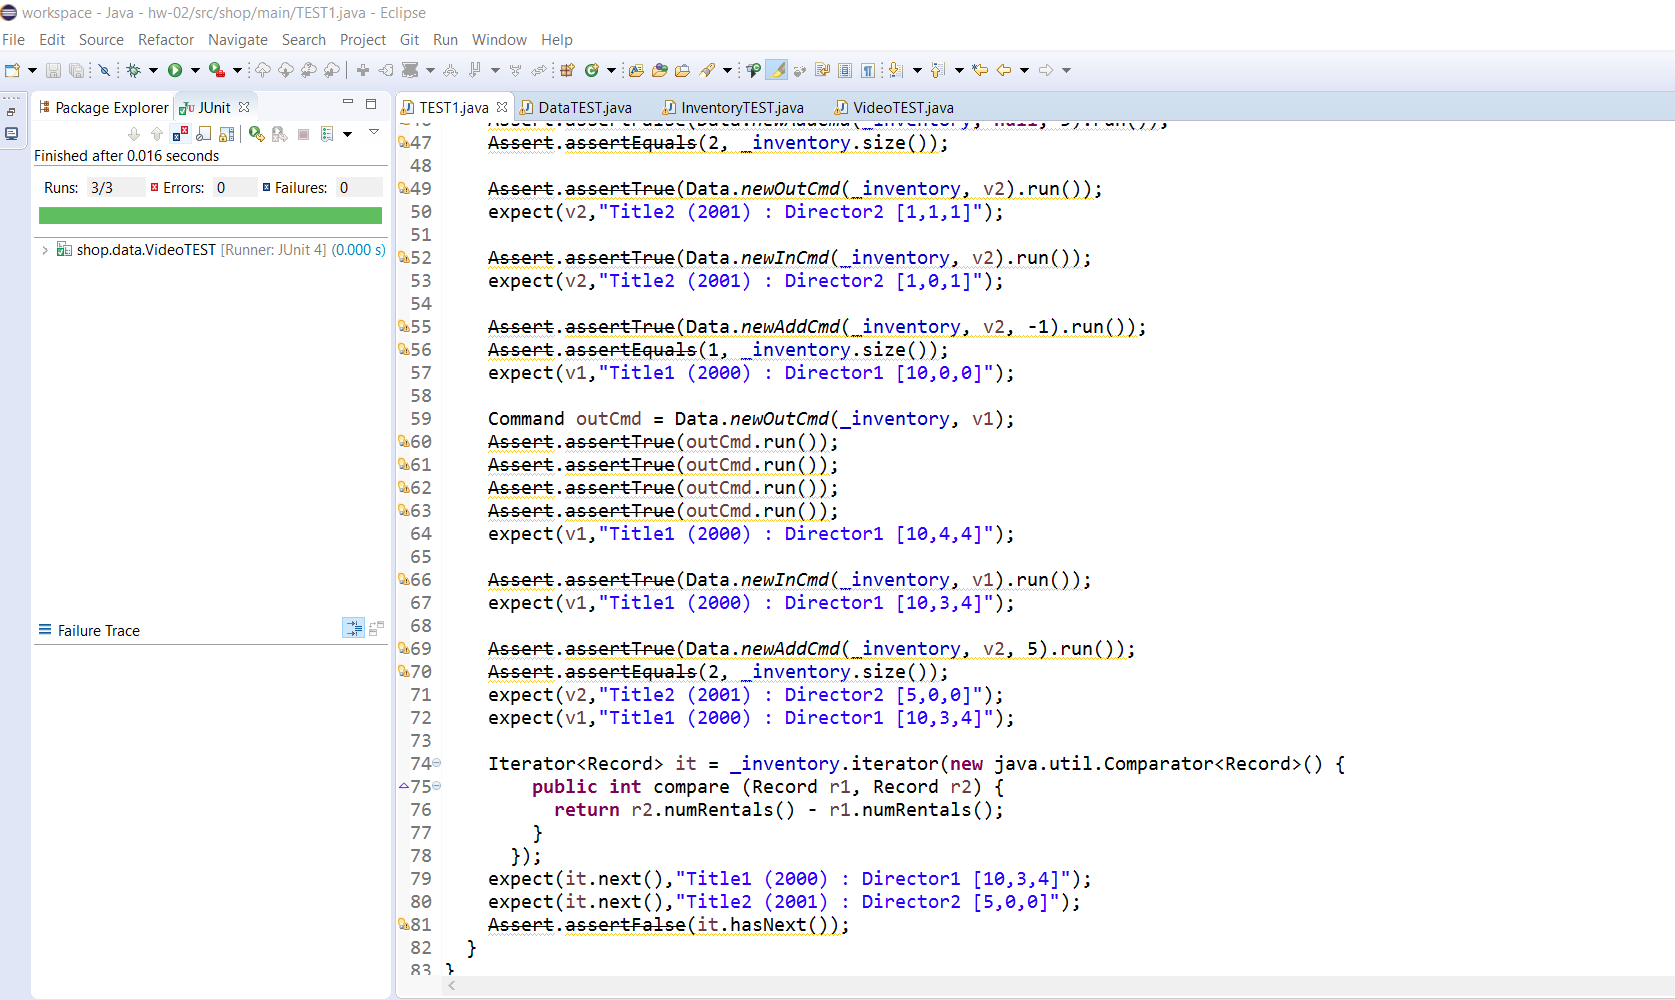 workspace - Java - hw-02/src/shop/main/TEST1.java - Eclipse
File Edit Source Refactor Navigate Search Project Git Run Window Help
Package Explorer JUnit
Finished after 0.016 seconds
Runs: 3/3 Errors: 0 Failures: 0
shop.data.VideoTEST [Runner: JUnit 4] (0.000 s)
Failure Trace
TEST1.java DataTEST.java InventoryTEST.java VideoTEST.java
46 Assert.assertFalse(Data.newAddCmd(_inventory, null, 5).run());
47 Assert.assertEquals(2, _inventory.size());
48
49 Assert.assertTrue(Data.newOutCmd(_inventory, v2).run());
50 expect(v2,"Title2 (2001) : Director2 [1,1,1]");
51
52 Assert.assertTrue(Data.newInCmd(_inventory, v2).run());
53 expect(v2,"Title2 (2001) : Director2 [1,0,1]");
54
55 Assert.assertTrue(Data.newAddCmd(_inventory, v2, -1).run());
56 Assert.assertEquals(1, _inventory.size());
57 expect(v1,"Title1 (2000) : Director1 [10,0,0]");
58
59 Command outCmd = Data.newOutCmd(_inventory, v1);
60 Assert.assertTrue(outCmd.run());
61 Assert.assertTrue(outCmd.run());
62 Assert.assertTrue(outCmd.run());
63 Assert.assertTrue(outCmd.run());
64 expect(v1,"Title1 (2000) : Director1 [10,4,4]");
65
66 Assert.assertTrue(Data.newInCmd(_inventory, v1).run());
67 expect(v1,"Title1 (2000) : Director1 [10,3,4]");
68
69 Assert.assertTrue(Data.newAddCmd(_inventory, v2, 5).run());
70 Assert.assertEquals(2, _inventory.size());
71 expect(v2,"Title2 (2001) : Director2 [5,0,0]");
72 expect(v1,"Title1 (2000) : Director1 [10,3,4]");
73
74 Iterator<Record> it = _inventory.iterator(new java.util.Comparator<Record>() {
75 public int compare (Record r1, Record r2) {
76 return r2.numRentals() - r1.numRentals();
77 }
78 });
79 expect(it.next(),"Title1 (2000) : Director1 [10,3,4]");
80 expect(it.next(),"Title2 (2001) : Director2 [5,0,0]");
81 Assert.assertFalse(it.hasNext());
82 }
83 }